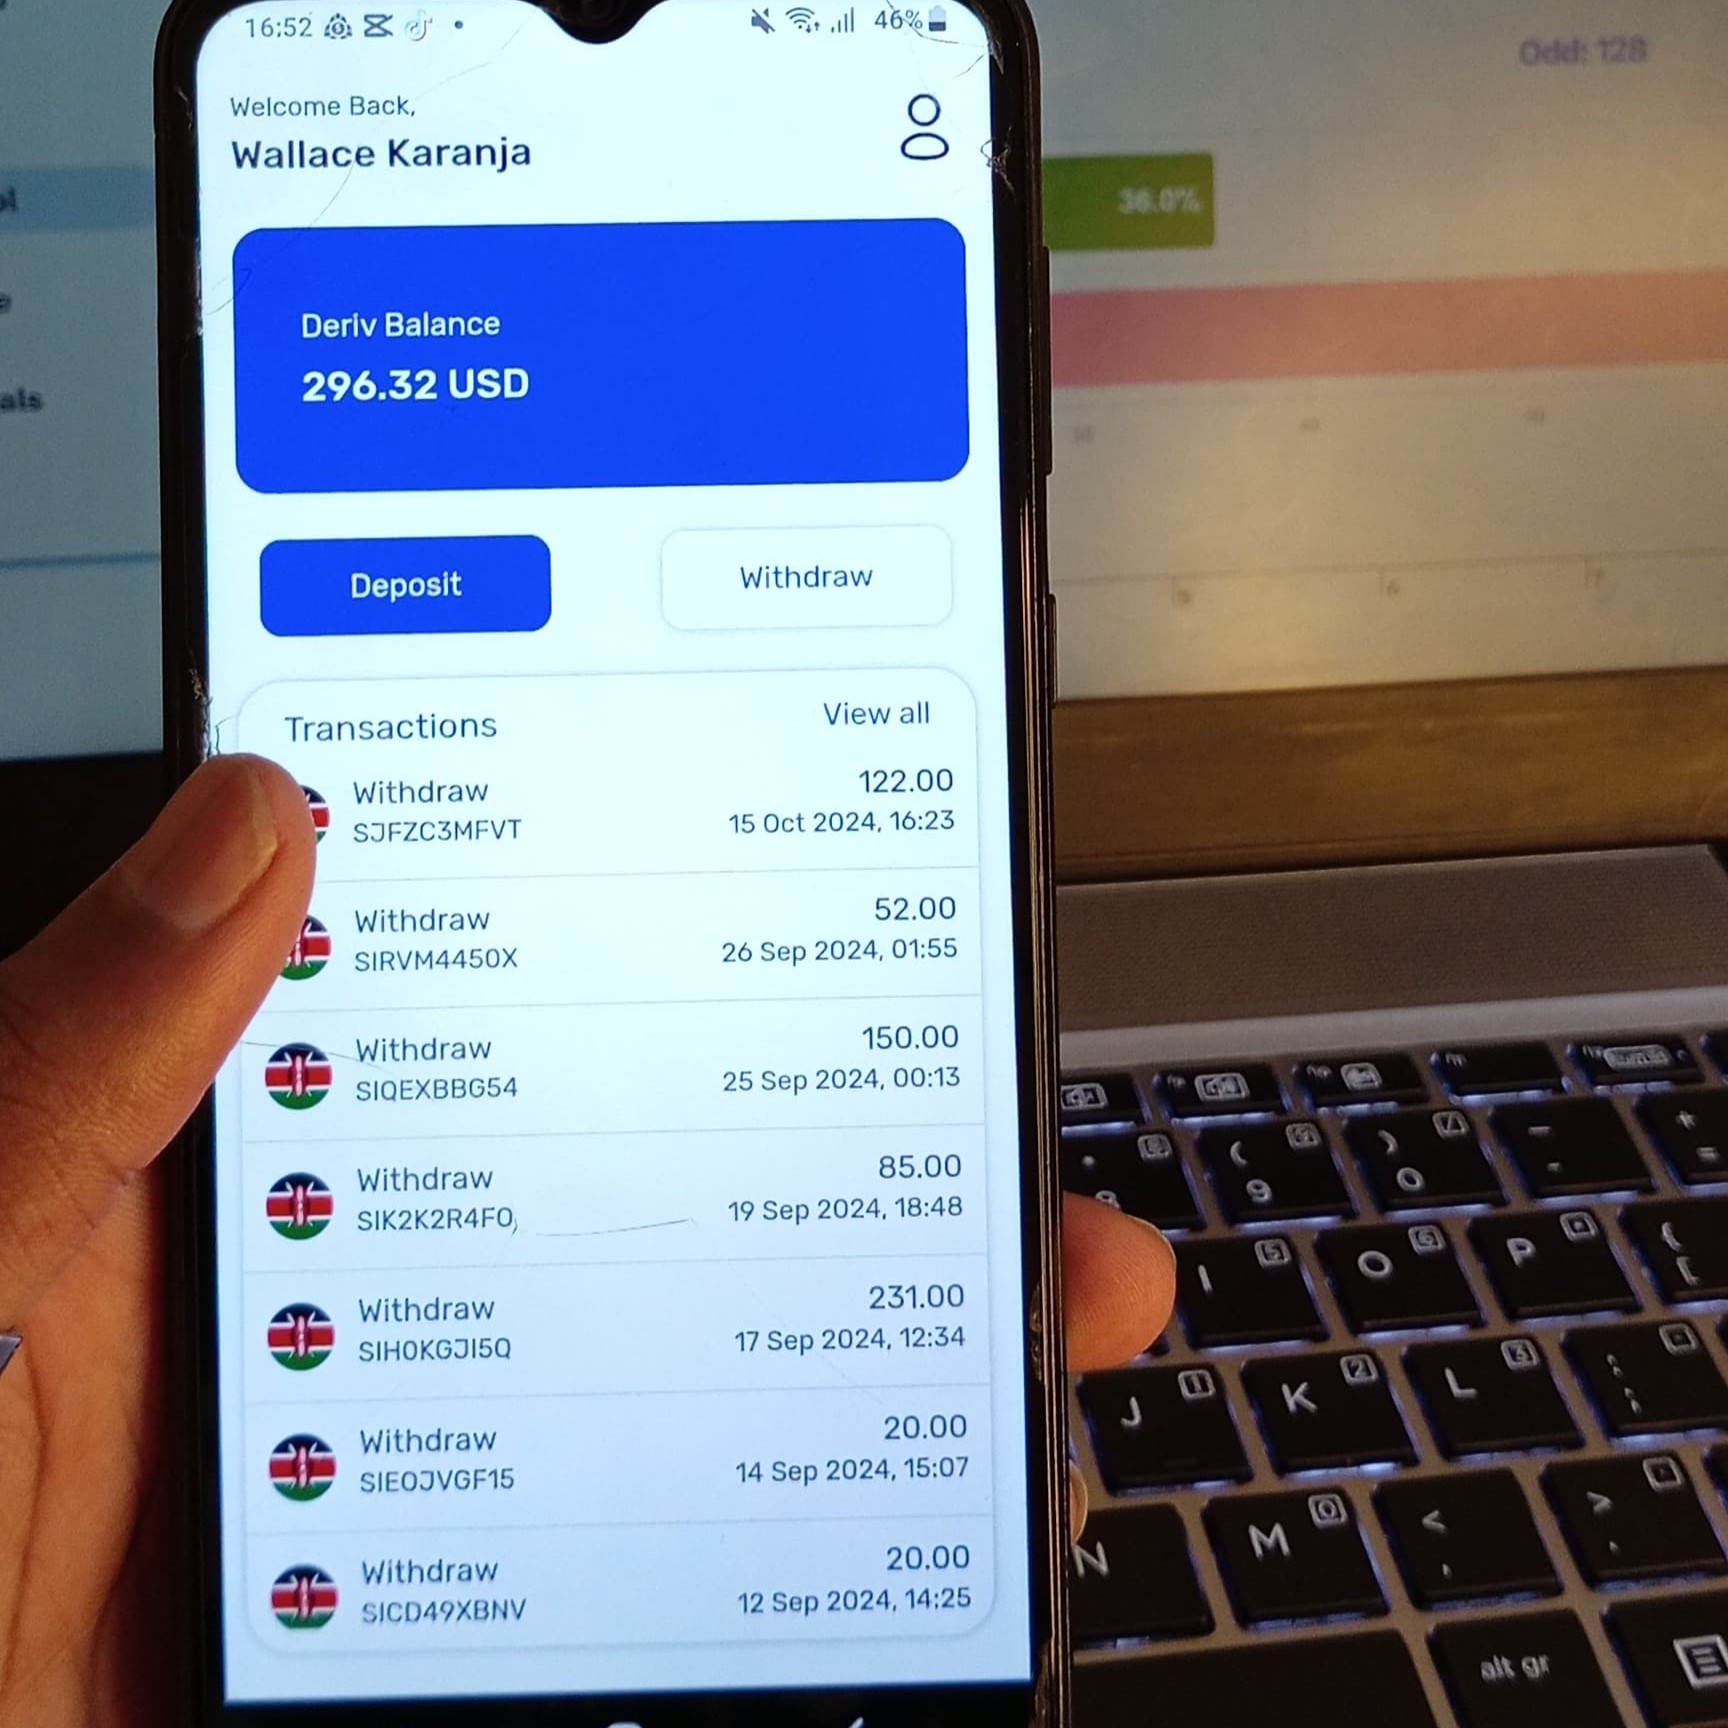 16:52
46%
Welcome Back,
Wallace Karanja
Deriv Balance
296.32 USD
Deposit
Withdraw
Transactions
View all
Withdraw
122.00
SJFZC3MFVT
15 Oct 2024, 16:23
Withdraw
52.00
SIRVM4450X
26 Sep 2024, 01:55
Withdraw
150.00
SIQEXBBG54
25 Sep 2024, 00:13
Withdraw
85.00
SIK2K2R4FO
19 Sep 2024, 18:48
Withdraw
231.00
SIH0KGJI5Q
17 Sep 2024, 12:34
Withdraw
20.00
SIEOJVGF15
14 Sep 2024, 15:07
Withdraw
20.00
SICD49XBNV
12 Sep 2024, 14:25
Odd: 128
36.0%
als
( 9
) 0
I O P
J K L
N M
alt gr